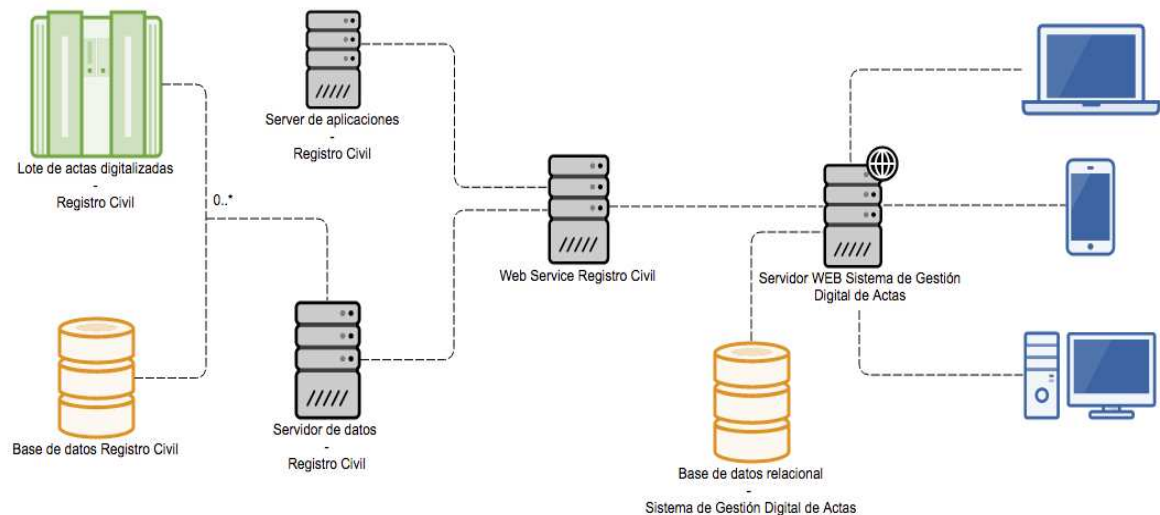 Server de aplicaciones
-
Registro Civil
Lote de actas digitalizadas
-
Registro Civil
0..*
Web Service Registro Civil
Servidor WEB Sistema de Gestión
Digital de Actas
Servidor de datos
-
Registro Civil
Base de datos Registro Civil
Base de datos relacional
-
Sistema de Gestión Digital de Actas